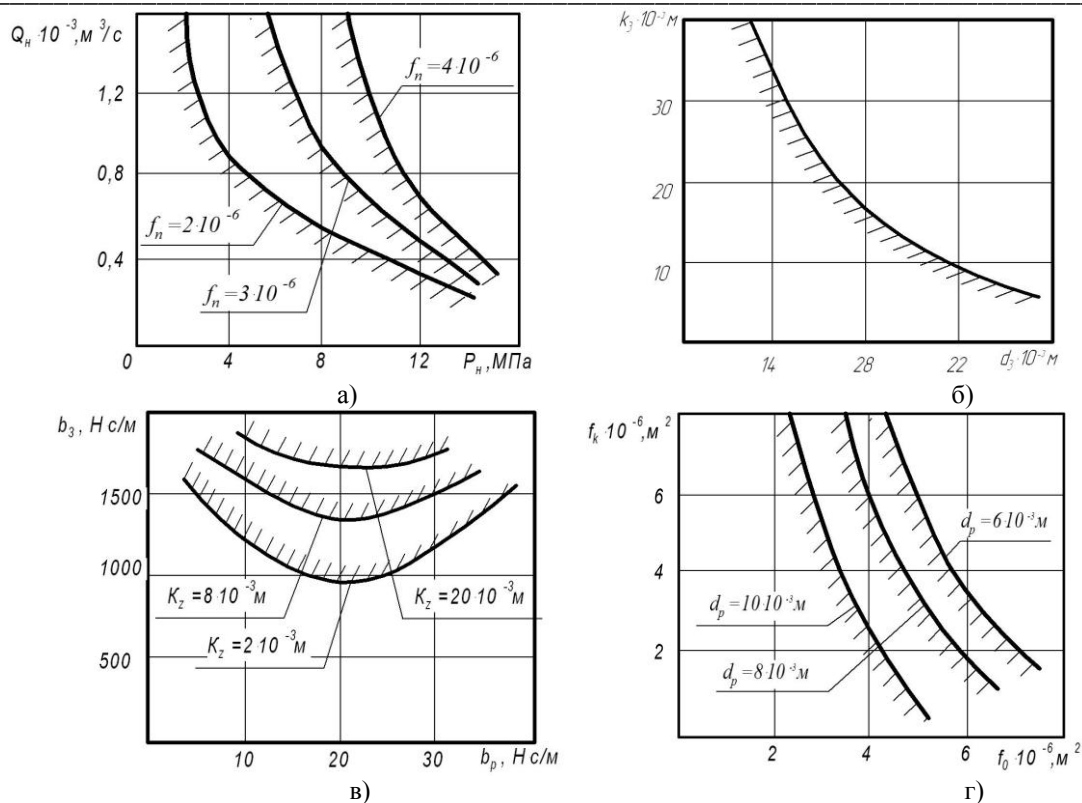 Q_н · 10⁻³, м³/с
1,2
0,8
0,4
0
4
8
12
P_н, МПа
f_n = 4·10⁻⁶
f_n = 2·10⁻⁶
f_n = 3·10⁻⁶
а)
k_з 10⁻³ м
30
20
10
14
28
22
d_з · 10⁻³ м
б)
b_з, Н с/м
1500
1000
500
10
20
30
b_р, Н с/м
K_z = 8·10⁻³м
K_z = 20·10⁻³м
K_z = 2·10⁻³м
в)
f_k · 10⁻⁶, м²
6
4
2
2
4
6
f_0 · 10⁻⁶, м²
d_р = 6·10⁻³м
d_р = 10·10⁻³м
d_р = 8·10⁻³м
г)